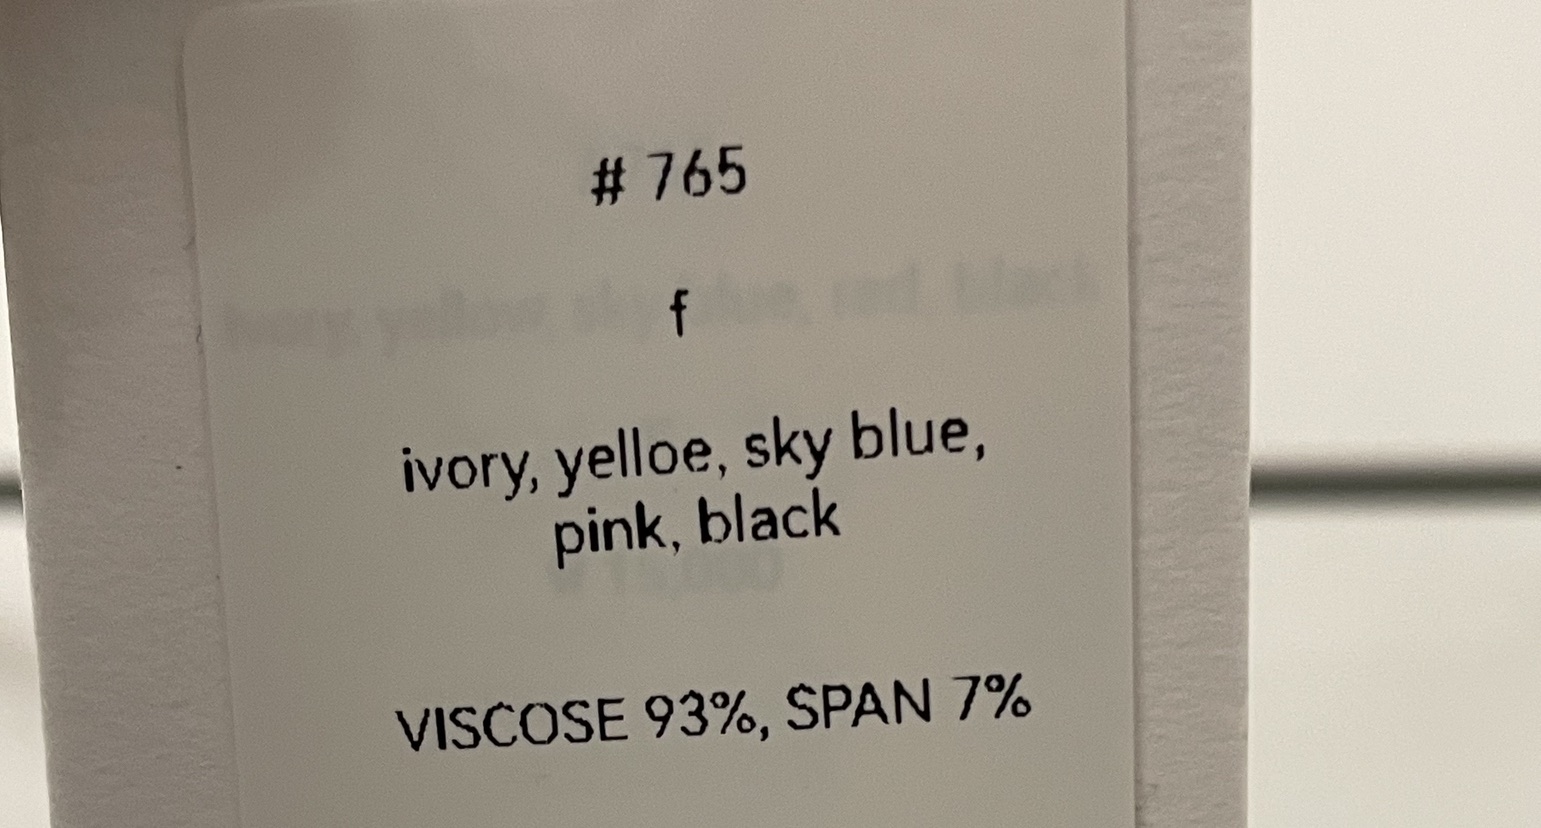 # 765
f
ivory, yelloe, sky blue,
pink, black
VISCOSE 93%, SPAN 7%